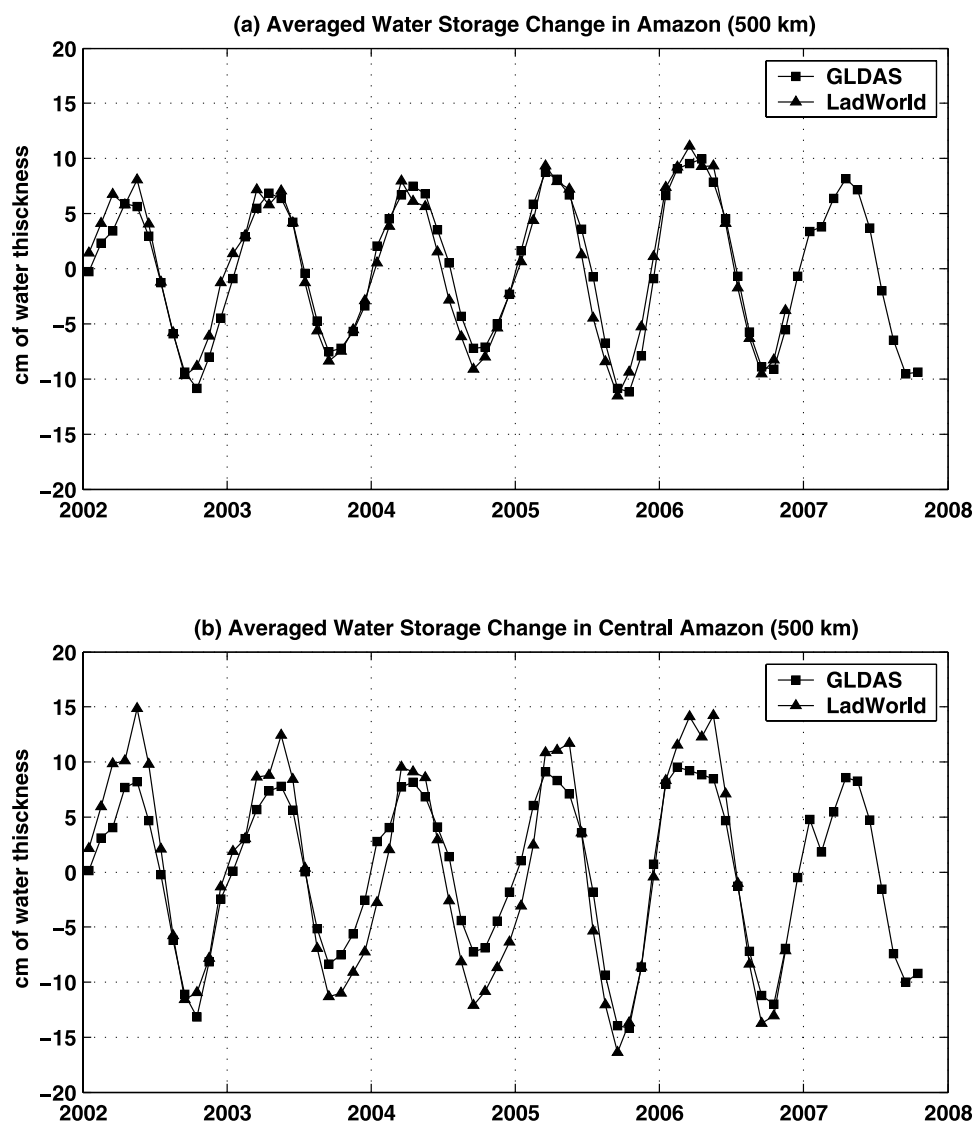 (a) Averaged Water Storage Change in Amazon (500 km)
20
15
10
5
0
−5
−10
−15
−20
cm of water thisckness
GLDAS
LadWorld
2002 2003 2004 2005 2006 2007 2008
(b) Averaged Water Storage Change in Central Amazon (500 km)
20
15
10
5
0
−5
−10
−15
−20
cm of water thisckness
GLDAS
LadWorld
2002 2003 2004 2005 2006 2007 2008